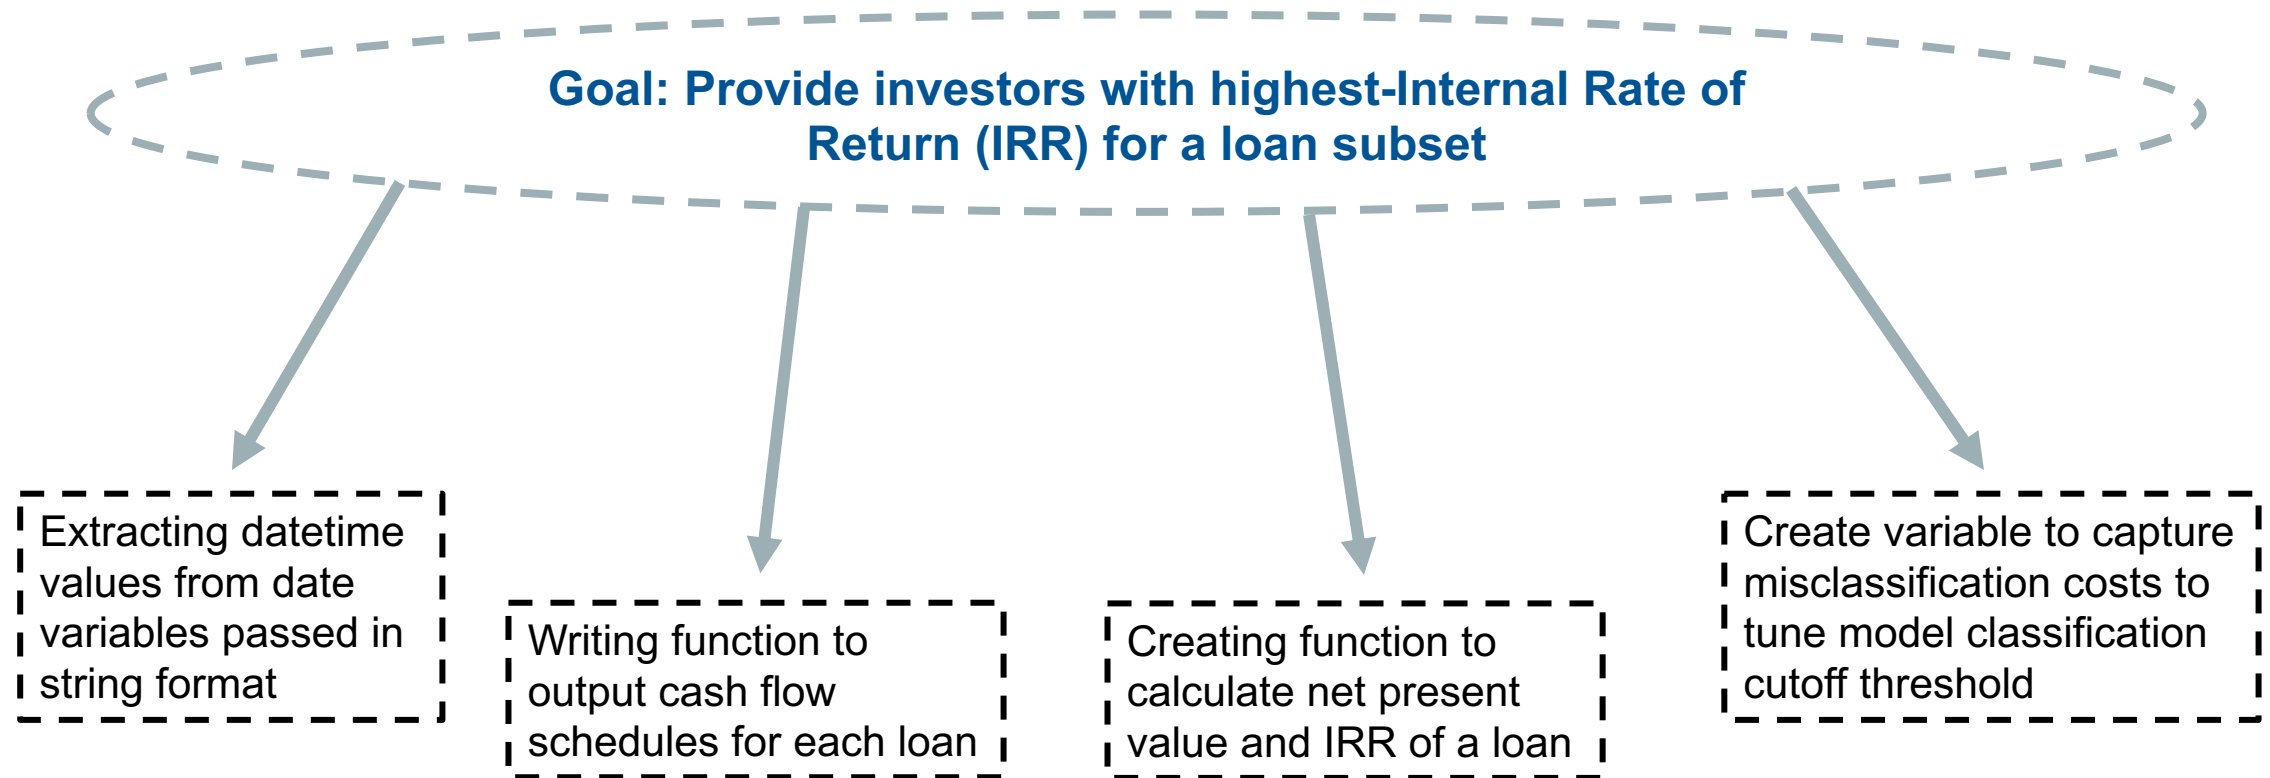 Goal: Provide investors with highest-Internal Rate of
Return (IRR) for a loan subset
Extracting datetime
values from date
variables passed in
string format
Writing function to
output cash flow
schedules for each loan
Creating function to
calculate net present
value and IRR of a loan
Create variable to capture
misclassification costs to
tune model classification
cutoff threshold